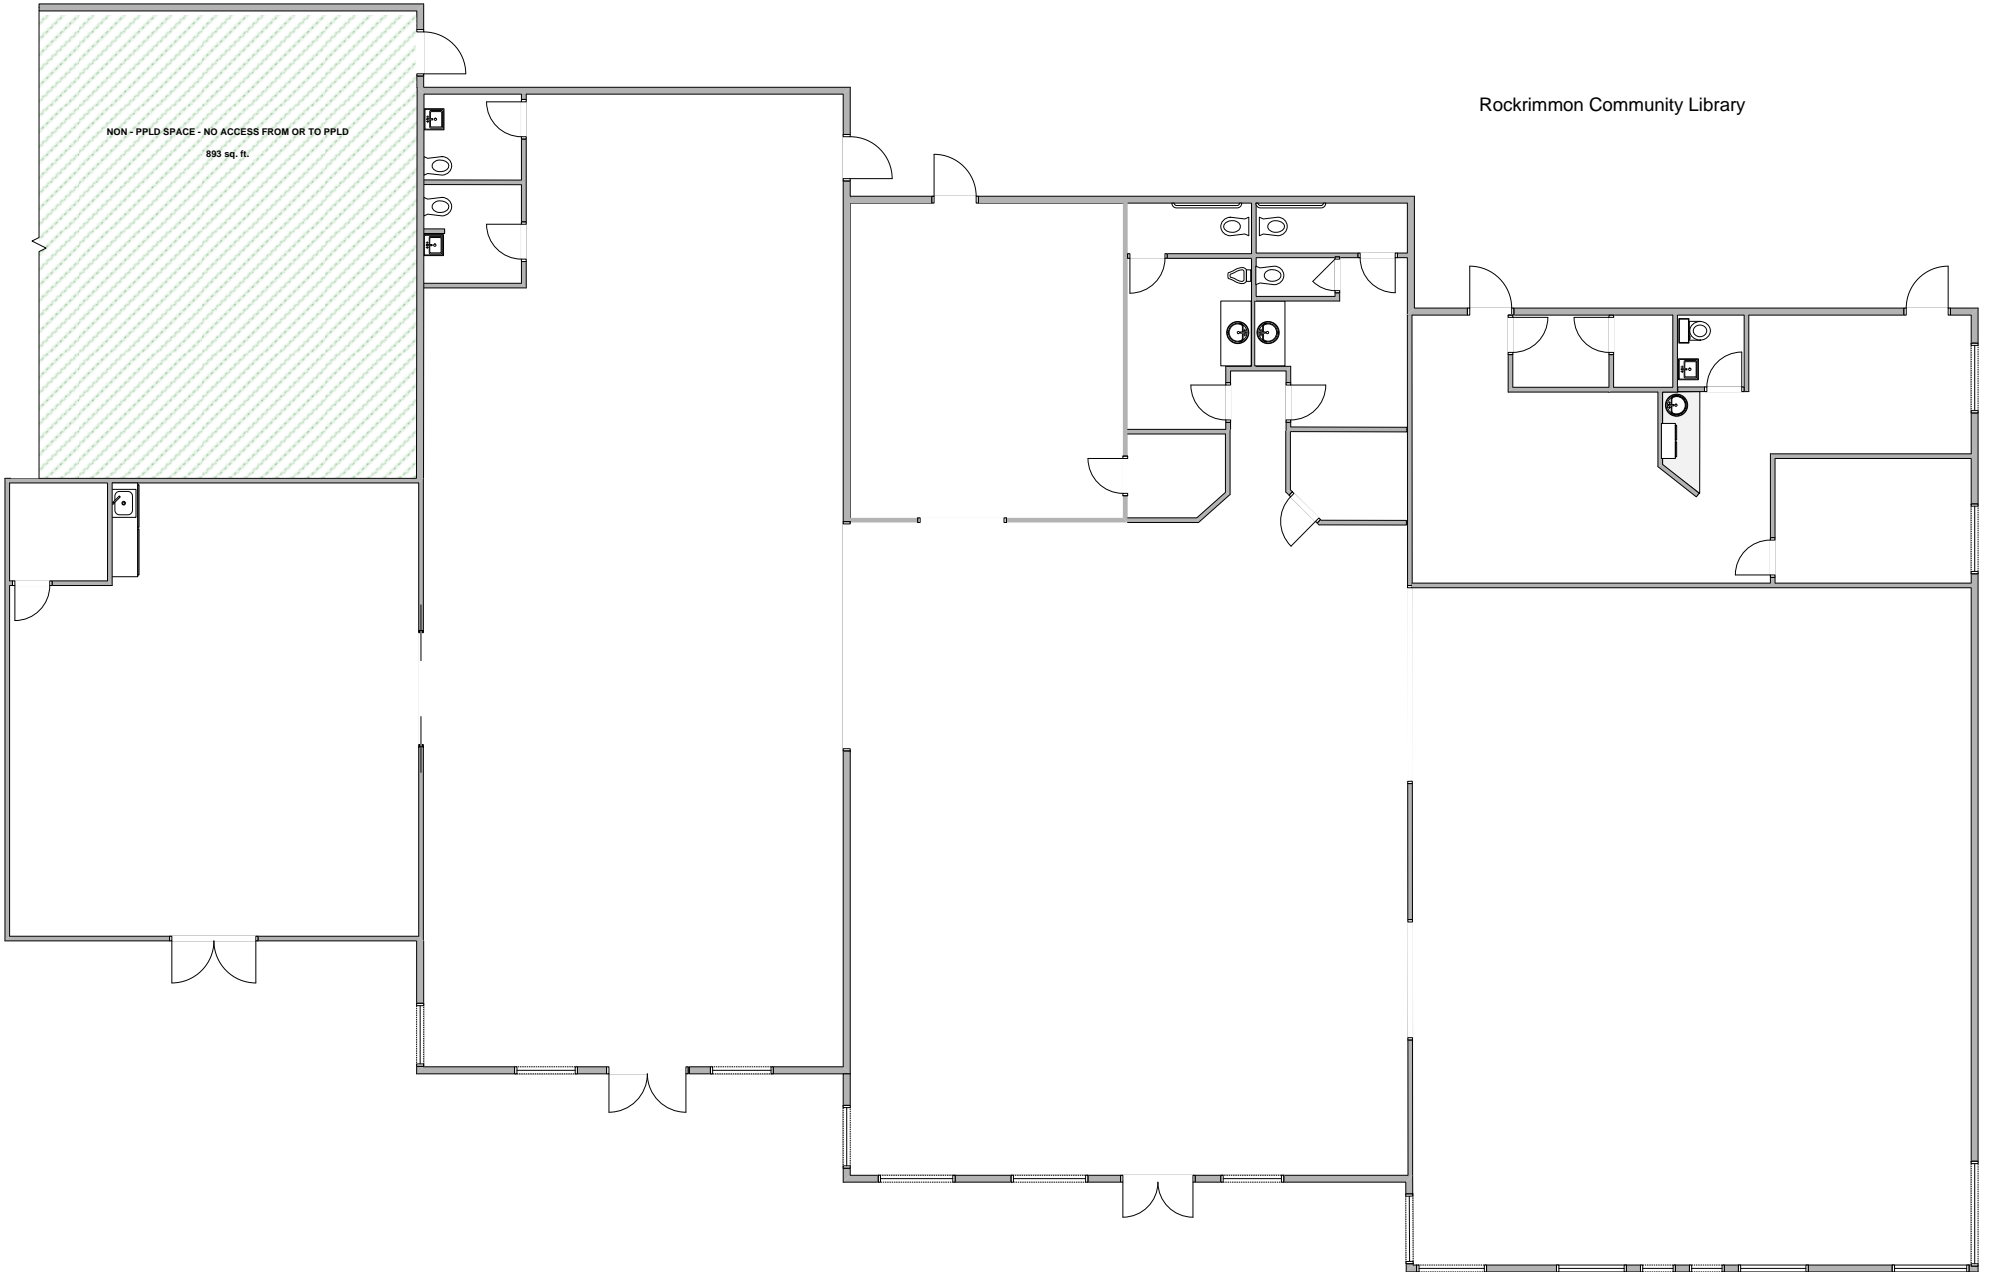 Rockrimmon Community Library
NON - PPLD SPACE - NO ACCESS FROM OR TO PPLD
893 sq. ft.